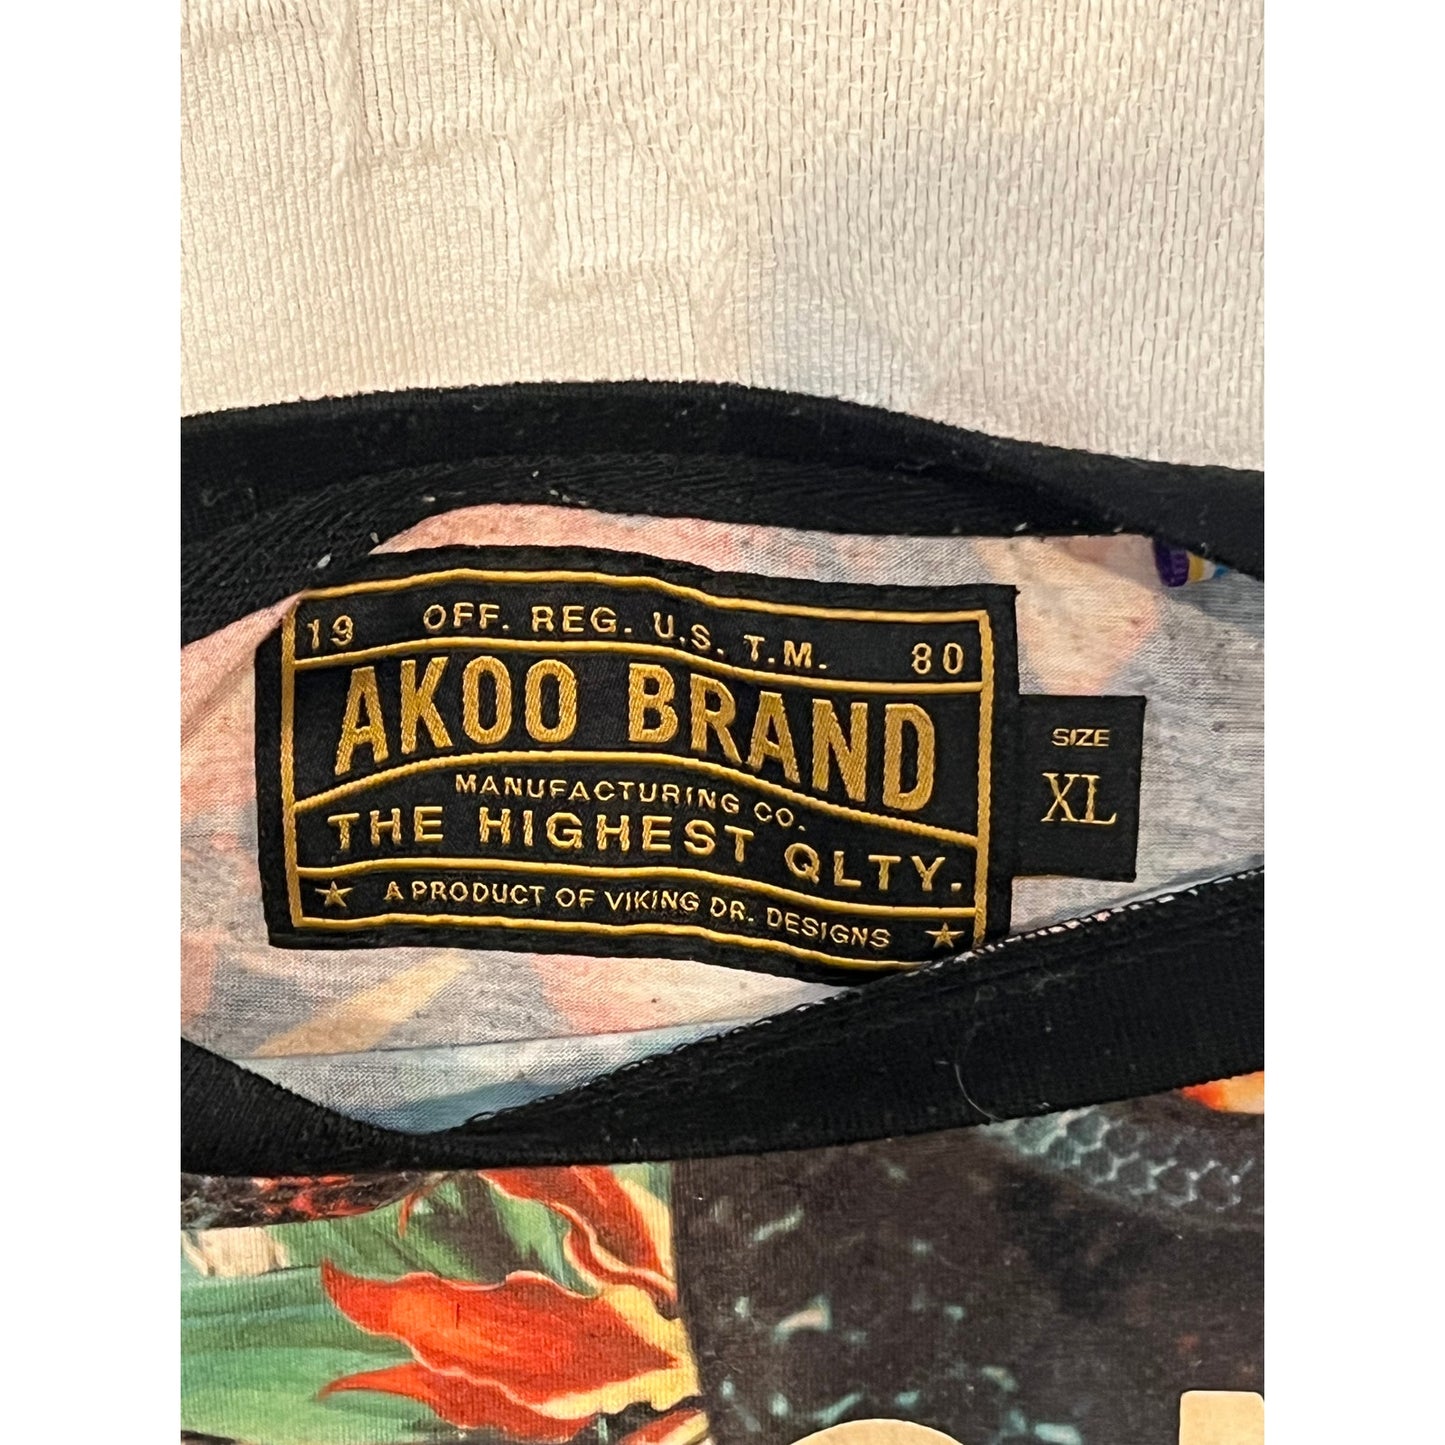 19 OFF. REG. U.S. T.M. 80
AKOO BRAND
MANUFACTURING CO.
THE HIGHEST QLTY.
A PRODUCT OF VIKING DR. DESIGNS
SIZE
XL